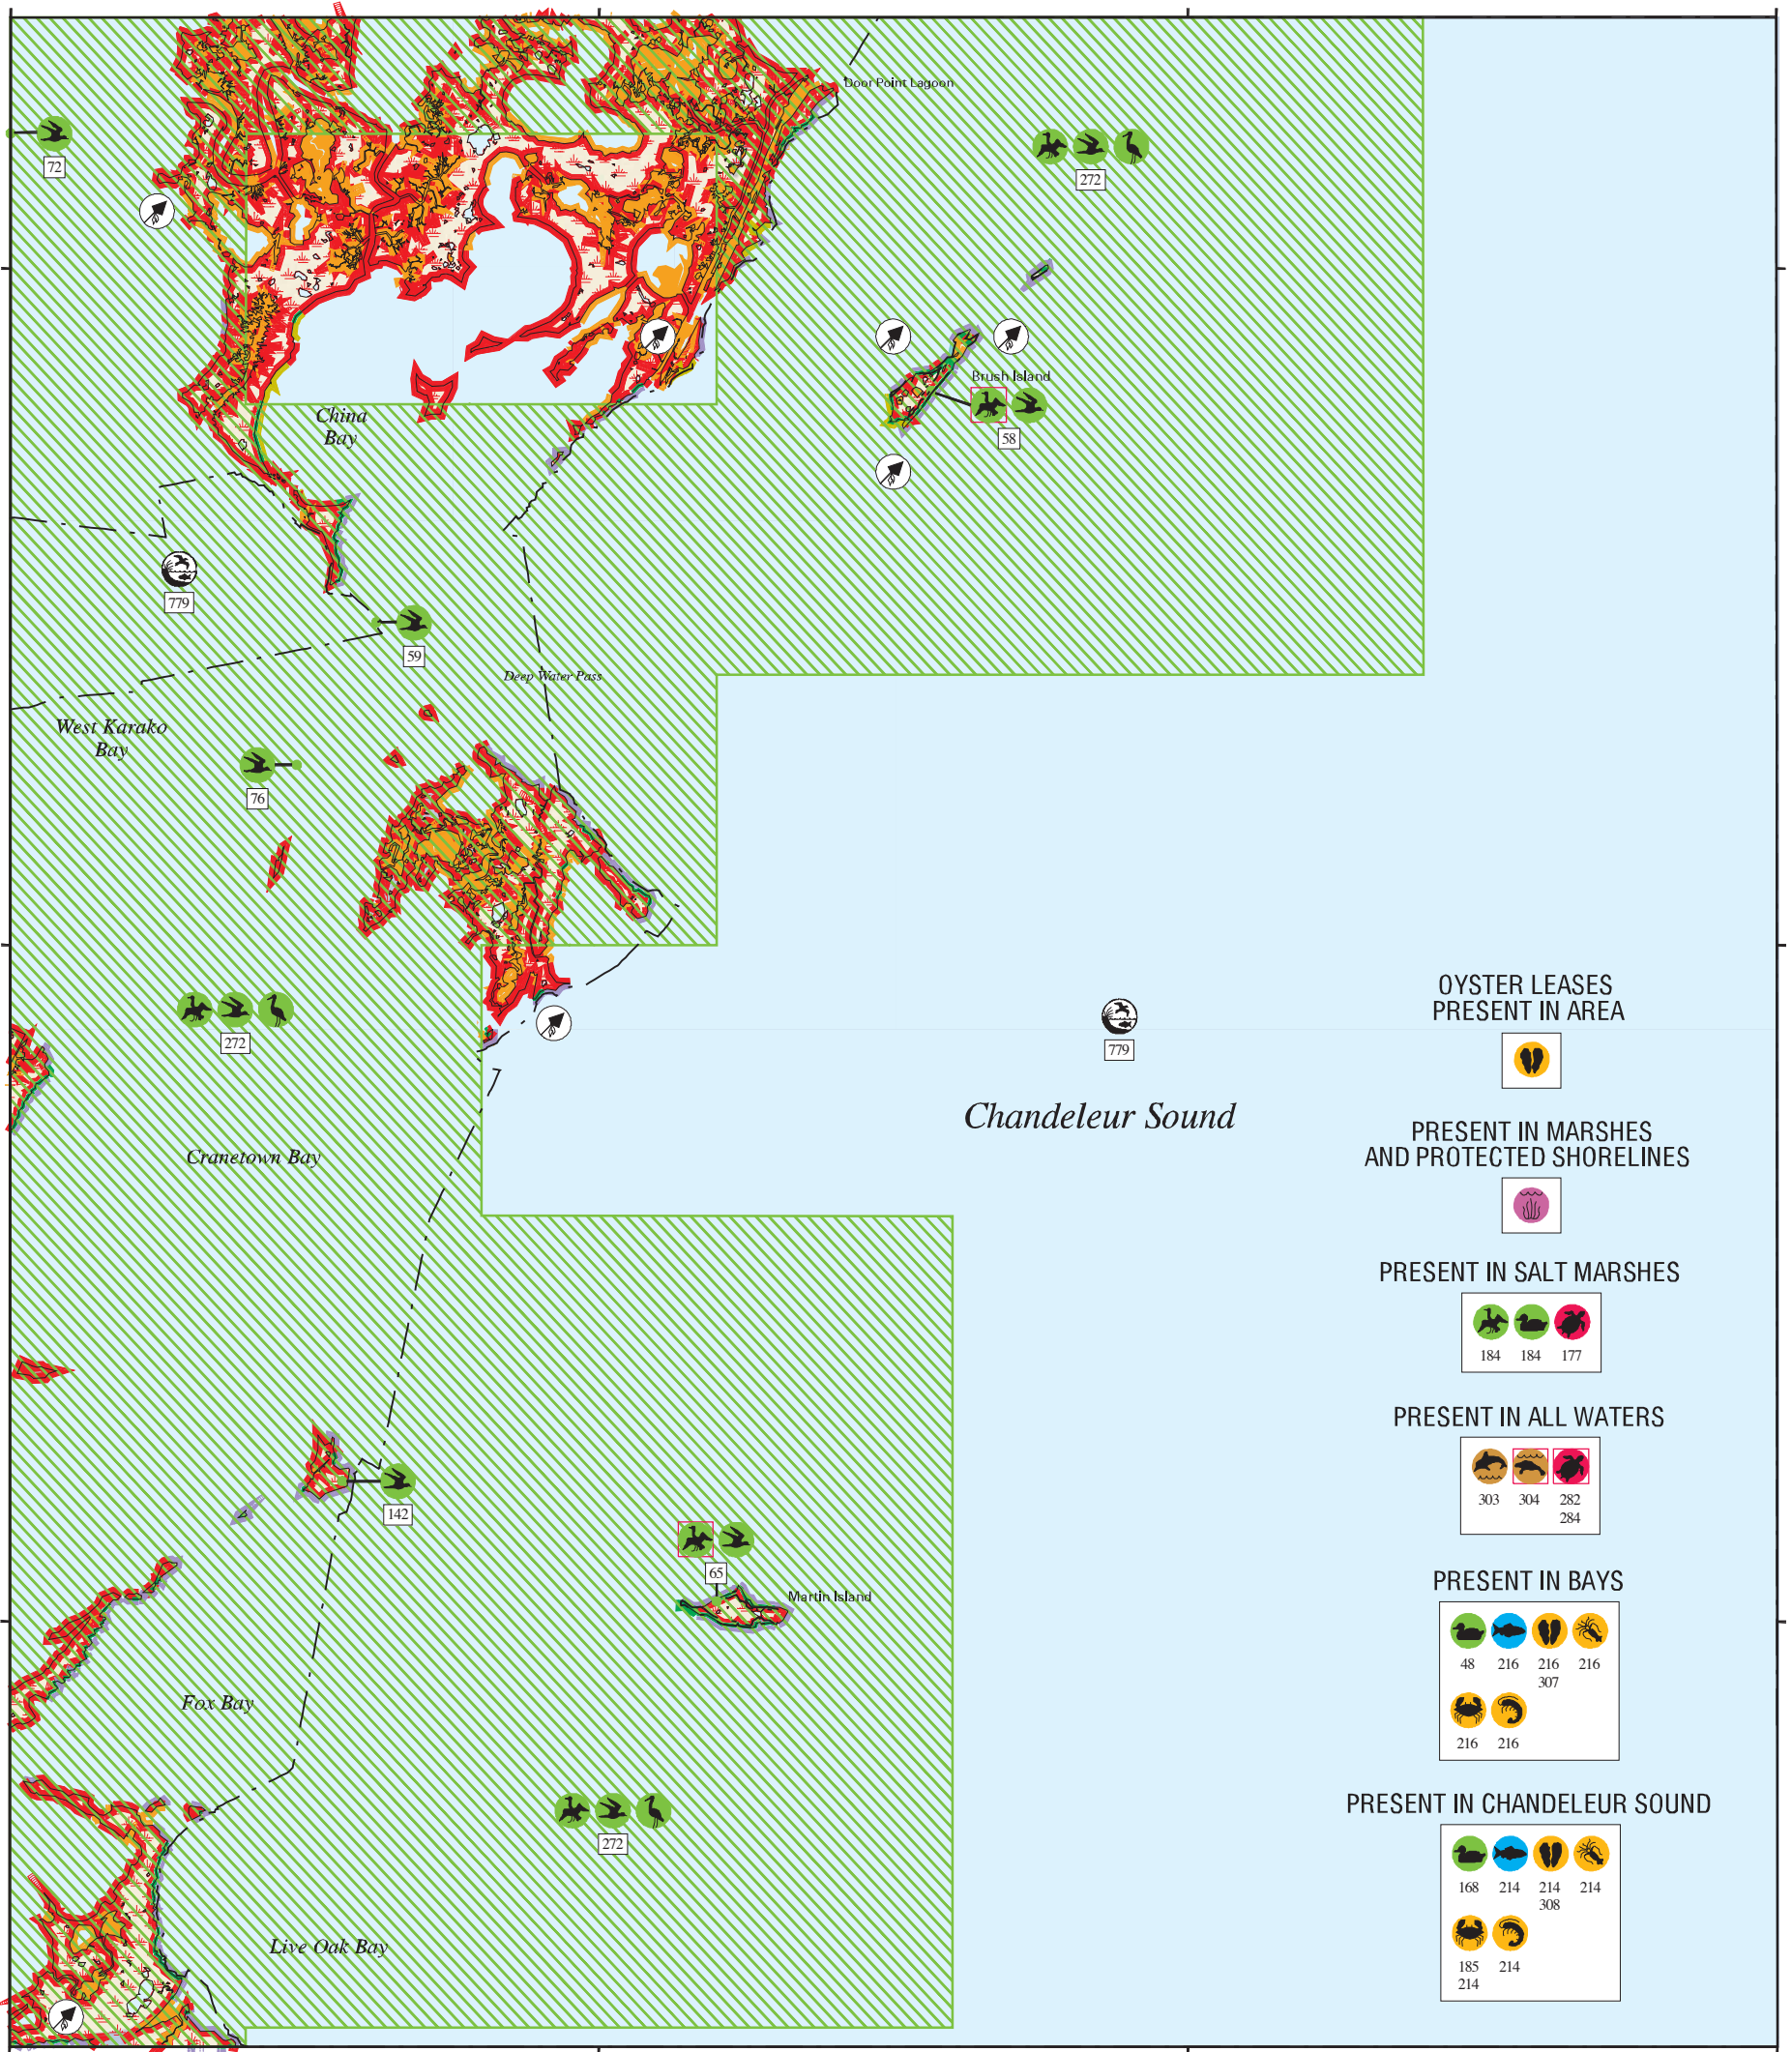 Door Point Lagoon
72
272
Brush Island
58
China
Bay
779
59
Deep Water Pass
West Karako
Bay
76
272
779
Chandeleur Sound
Cranetown Bay
142
65
Martin Island
Fox Bay
272
Live Oak Bay
OYSTER LEASES
PRESENT IN AREA
PRESENT IN MARSHES
AND PROTECTED SHORELINES
PRESENT IN SALT MARSHES
184 184 177
PRESENT IN ALL WATERS
303 304 282
284
PRESENT IN BAYS
48 216 216 216
307
216 216
PRESENT IN CHANDELEUR SOUND
168 214 214 214
308
185 214
214